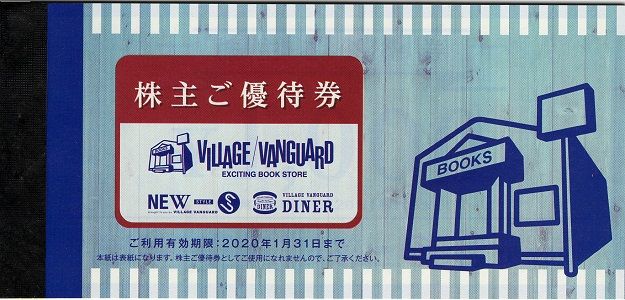 株主ご優待券
VILLAGE/VANGUARD
EXCITING BOOK STORE
NEW STYLE
VILLAGE VANGUARD
VILLAGE VANGUARD
DINER
DINER
BOOKS
ご利用有効期限：2020年1月31日まで
本紙は表紙になります。株主ご優待券としてご使用になれませんので、ご了承ください。